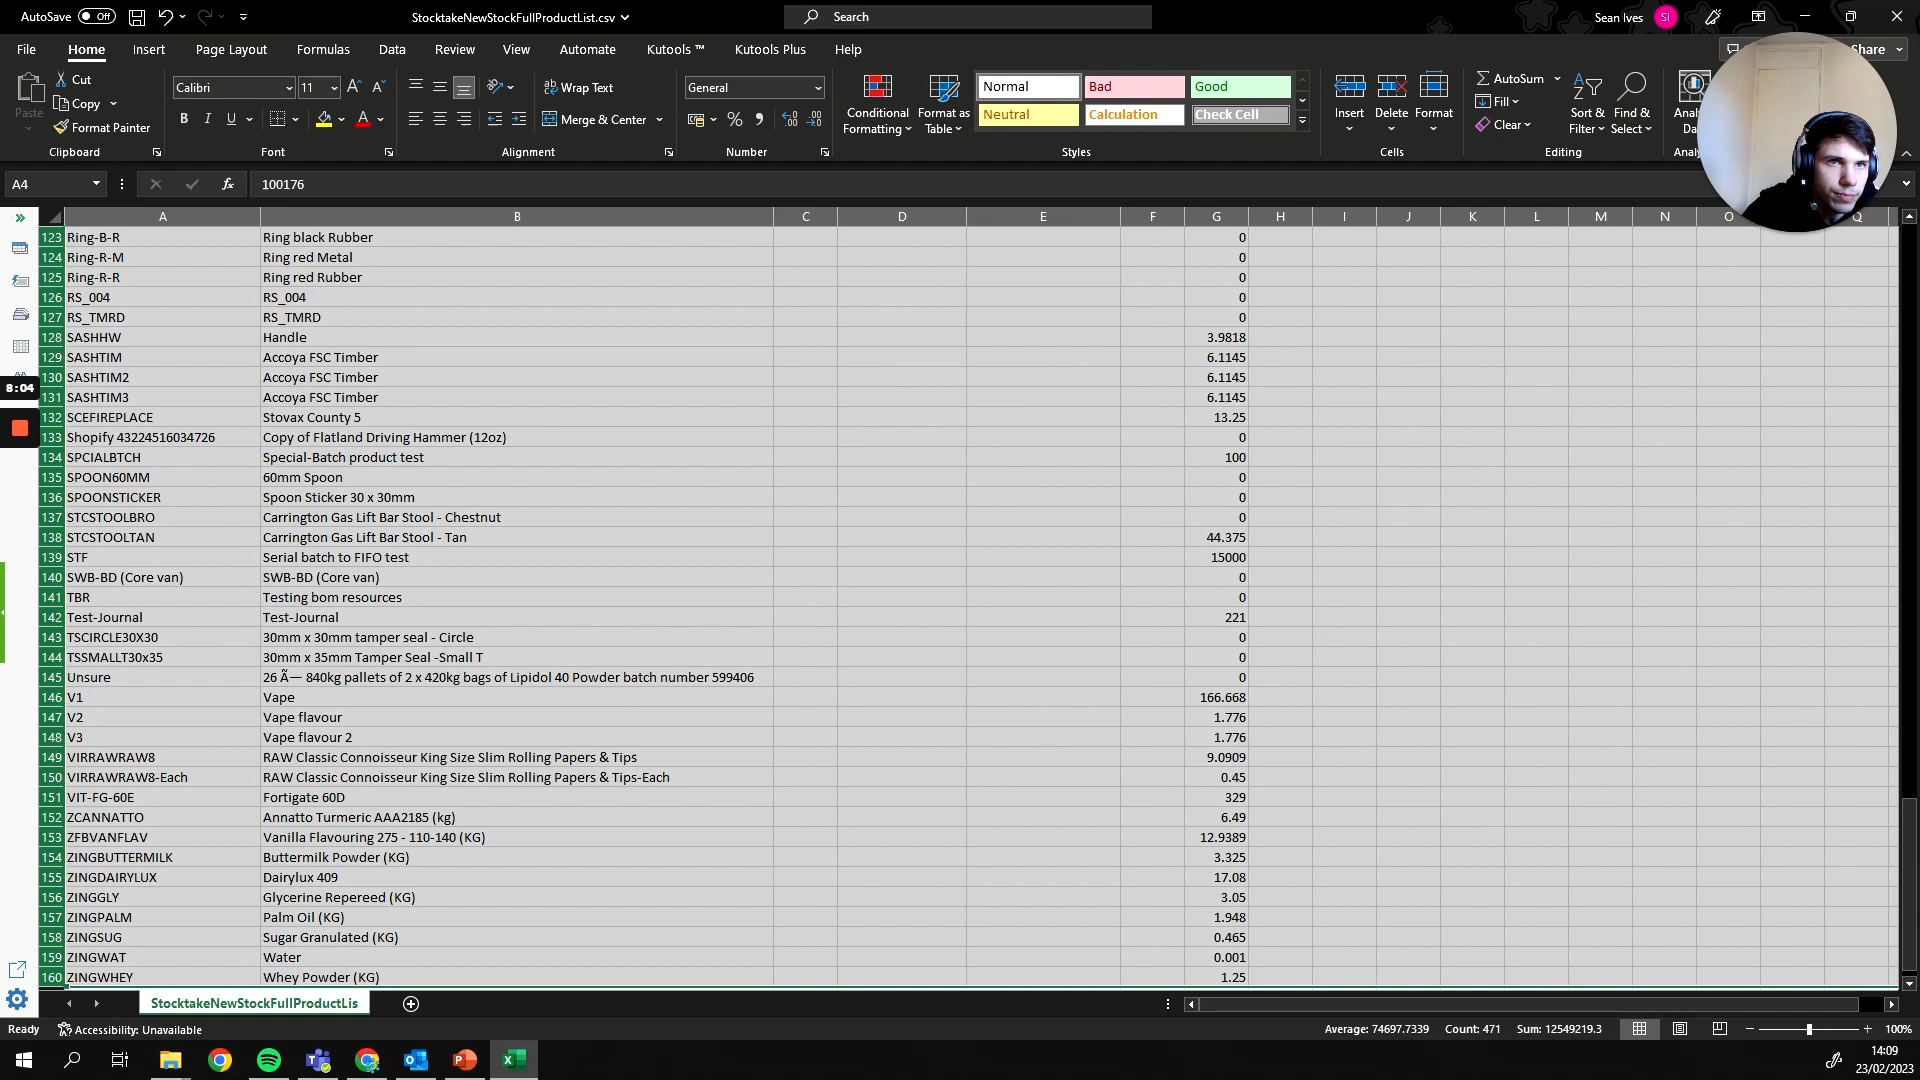 AutoSave Off StocktakeNewStockFullProductList.csv Search Sean Ives SI
File Home Insert Page Layout Formulas Data Review View Automate Kutools ™ Kutools Plus Help Share
Paste Cut Copy Format Painter Clipboard
Calibri 11 A A B I U A Font
Wrap Text Merge & Center Alignment
General % Number
Conditional Formatting Format as Table Normal Bad Good Neutral Calculation Check Cell Styles
Insert Delete Format Cells
AutoSum Fill Clear Sort & Filter Find & Select Editing
A4 fx 100176
A B C D E F G H I J K L M N O Q
123 Ring-B-R Ring black Rubber 0
124 Ring-R-M Ring red Metal 0
125 Ring-R-R Ring red Rubber 0
126 RS_004 RS_004 0
127 RS_TMRD RS_TMRD 0
128 SASHHW Handle 3.9818
129 SASHTIM Accoya FSC Timber 6.1145
130 SASHTIM2 Accoya FSC Timber 6.1145
8:04
131 SASHTIM3 Accoya FSC Timber 6.1145
132 SCEFIREPLACE Stovax County 5 13.25
133 Shopify 43224516034726 Copy of Flatland Driving Hammer (12oz) 0
134 SPCIALBTCH Special-Batch product test 100
135 SPOON60MM 60mm Spoon 0
136 SPOONSTICKER Spoon Sticker 30 x 30mm 0
137 STCSTOOLBRO Carrington Gas Lift Bar Stool - Chestnut 0
138 STCSTOOLTAN Carrington Gas Lift Bar Stool - Tan 44.375
139 STF Serial batch to FIFO test 15000
140 SWB-BD (Core van) SWB-BD (Core van) 0
141 TBR Testing bom resources 0
142 Test-Journal Test-Journal 221
143 TSCIRCLE30X30 30mm x 30mm tamper seal - Circle 0
144 TSSMALLT30x35 30mm x 35mm Tamper Seal -Small T 0
145 Unsure 26 Ã— 840kg pallets of 2 x 420kg bags of Lipidol 40 Powder batch number 599406 0
146 V1 Vape 166.668
147 V2 Vape flavour 1.776
148 V3 Vape flavour 2 1.776
149 VIRRAWRAW8 RAW Classic Connoisseur King Size Slim Rolling Papers & Tips 9.0909
150 VIRRAWRAW8-Each RAW Classic Connoisseur King Size Slim Rolling Papers & Tips-Each 0.45
151 VIT-FG-60E Fortigate 60D 329
152 ZCANNATTO Annatto Turmeric AAA2185 (kg) 6.49
153 ZFBVANFLAV Vanilla Flavouring 275 - 110-140 (KG) 12.9389
154 ZINGBUTTERMILK Buttermilk Powder (KG) 3.325
155 ZINGDAIRYLUX Dairylux 409 17.08
156 ZINGGLY Glycerine Repereed (KG) 3.05
157 ZINGPALM Palm Oil (KG) 1.948
158 ZINGSUG Sugar Granulated (KG) 0.465
159 ZINGWAT Water 0.001
160 ZINGWHEY Whey Powder (KG) 1.25
StocktakeNewStockFullProductLis
Ready Accessibility: Unavailable Average: 74697.7339 Count: 471 Sum: 12549219.3 100%
14:09
23/02/2023